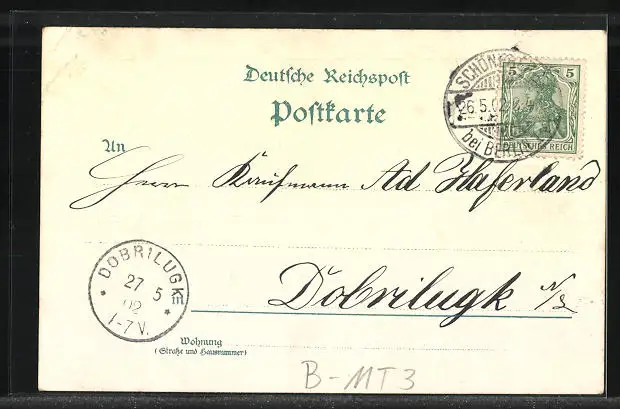 Deutsche Reichspost
Postkarte
5 5
DEUTSCHES REICH
26.5.02
bei BERLIN
An
Herrn Kaufmann Ad Haferland
DOBRILUGK
27 5
02
1-7 V.
Dobrilugk N/L
Wohnung
(Straße und Hausnummer)
B-MT3